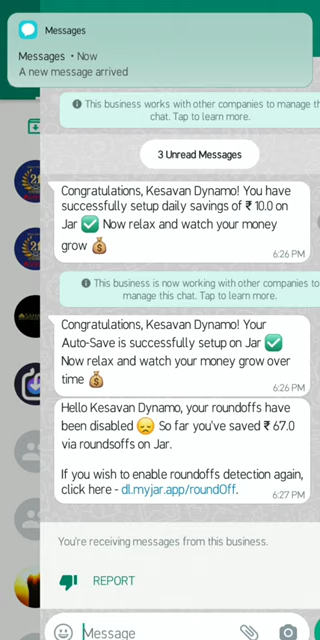 Messages
Messages • Now
A new message arrived
This business works with other companies to manage th
chat. Tap to learn more.
3 Unread Messages
Congratulations, Kesavan Dynamo! You have
successfully setup daily savings of ₹ 10.0 on
Jar ✅ Now relax and watch your money
grow 💰
6:26 PM
This business is now working with other companies to
manage this chat. Tap to learn more.
Congratulations, Kesavan Dynamo! Your
Auto-Save is successfully setup on Jar ✅
Now relax and watch your money grow over
time 💰
6:26 PM
Hello Kesavan Dynamo, your roundoffs have
been disabled 😞 So far you've saved ₹ 67.0
via roundsoffs on Jar.
If you wish to enable roundoffs detection again,
click here - dl.myjar.app/roundOff.
6:27 PM
You're receiving messages from this business.
REPORT
Message